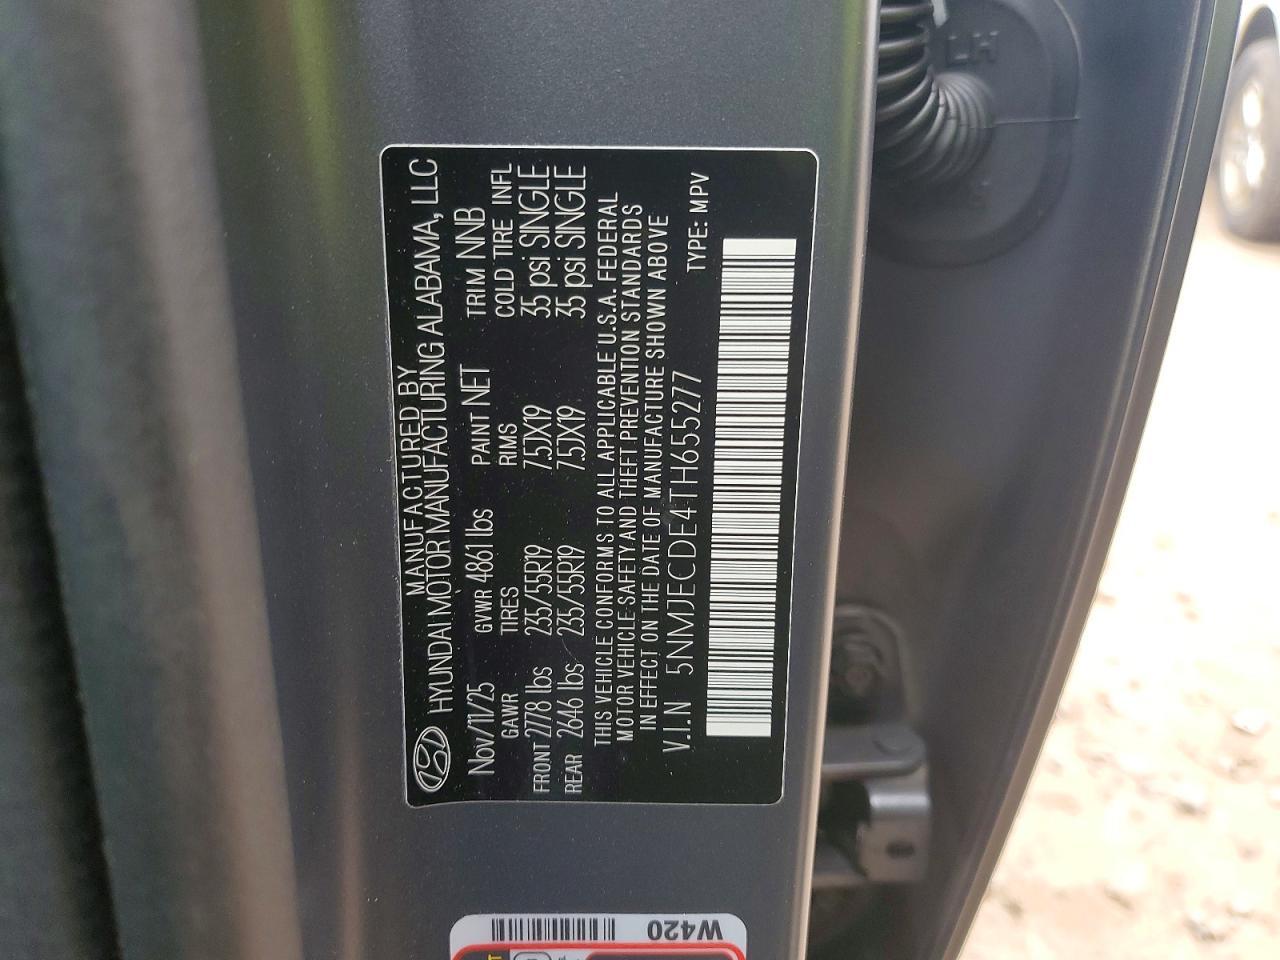 MANUFACTURED BY
HYUNDAI MOTOR MANUFACTURING ALABAMA, LLC
Nov/11/25 GVWR 4861 lbs PAINT NET TRIM NNB
GAWR TIRES RIMS COLD TIRE INFL
FRONT 2778 lbs 235/55R19 7.5JX19 35 psi SINGLE
REAR 2646 lbs 235/55R19 7.5JX19 35 psi SINGLE
THIS VEHICLE CONFORMS TO ALL APPLICABLE U.S.A. FEDERAL
MOTOR VEHICLE SAFETY AND THEFT PREVENTION STANDARDS
IN EFFECT ON THE DATE OF MANUFACTURE SHOWN ABOVE
V.I.N 5NMJECDE4TH655277 TYPE: MPV
LH
W420